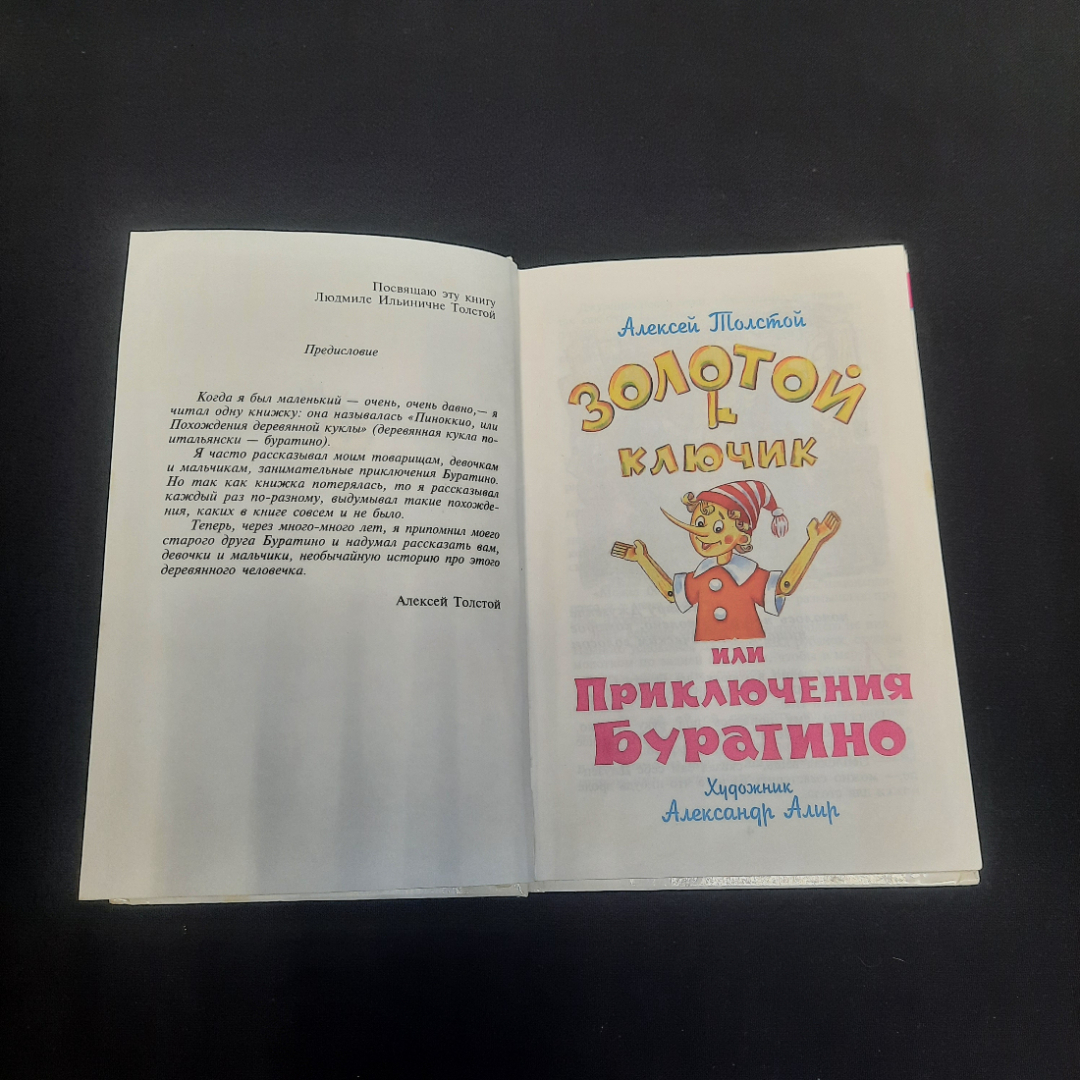 Посвящаю эту книгу
Людмиле Ильиничне Толстой
Предисловие
Когда я был маленький — очень, очень давно,— я
читал одну книжку: она называлась «Пиноккио, или
Похождения деревянной куклы» (деревянная кукла по-
итальянски — буратино).
Я часто рассказывал моим товарищам, девочкам
и мальчикам, занимательные приключения Буратино.
Но так как книжка потерялась, то я рассказывал
каждый раз по-разному, выдумывал такие похожде-
ния, каких в книге совсем и не было.
Теперь, через много-много лет, я припомнил моего
старого друга Буратино и надумал рассказать вам,
девочки и мальчики, необычайную историю про этого
деревянного человечка.
Алексей Толстой
Алексей Толстой
ЗОЛОТОЙ
КЛЮЧИК
ИЛИ
ПРИКЛЮЧЕНИЯ
БУРАТИНО
Художник
Александр Алир